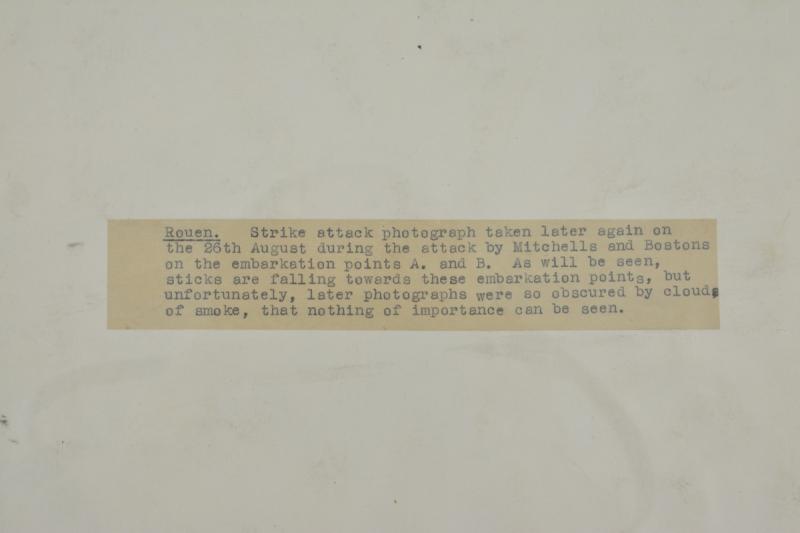 Rouen. Strike attack photograph taken later again on
the 26th August during the attack by Mitchells and Bostons
on the embarkation points A. and B. As will be seen,
sticks are falling towards these embarkation points, but
unfortunately, later photographs were so obscured by clouds
of smoke, that nothing of importance can be seen.